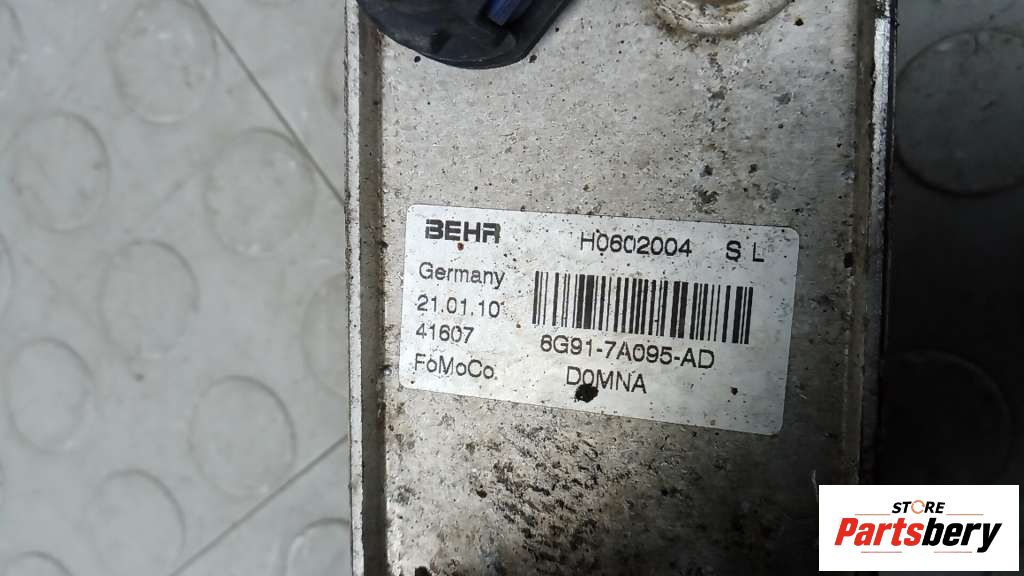 BEHR H0602004 S L
Germany
21.01.10
41607
6G91-7A095-AD
FoMoCo. D0MNA
STORE
Partsbery